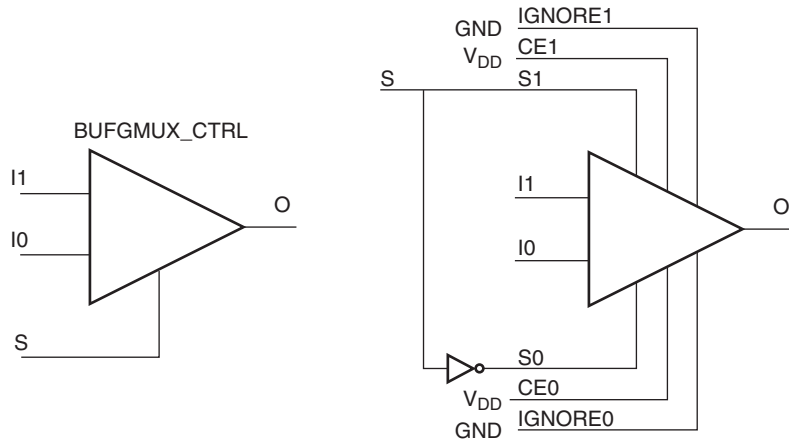 BUFGMUX_CTRL
I1
I0
S
O
GND IGNORE1
VDD CE1
S S1
I1
I0
O
S0
VDD CE0
GND IGNORE0